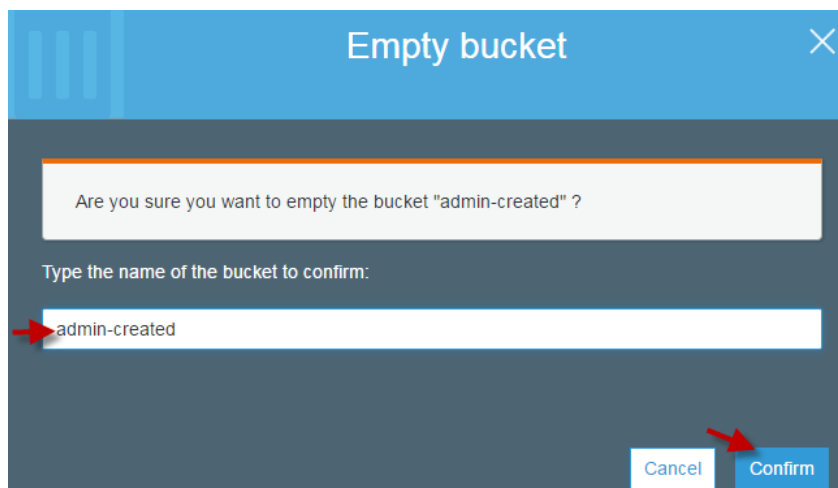 Empty bucket
Are you sure you want to empty the bucket "admin-created" ?
Type the name of the bucket to confirm:
admin-created
Cancel
Confirm